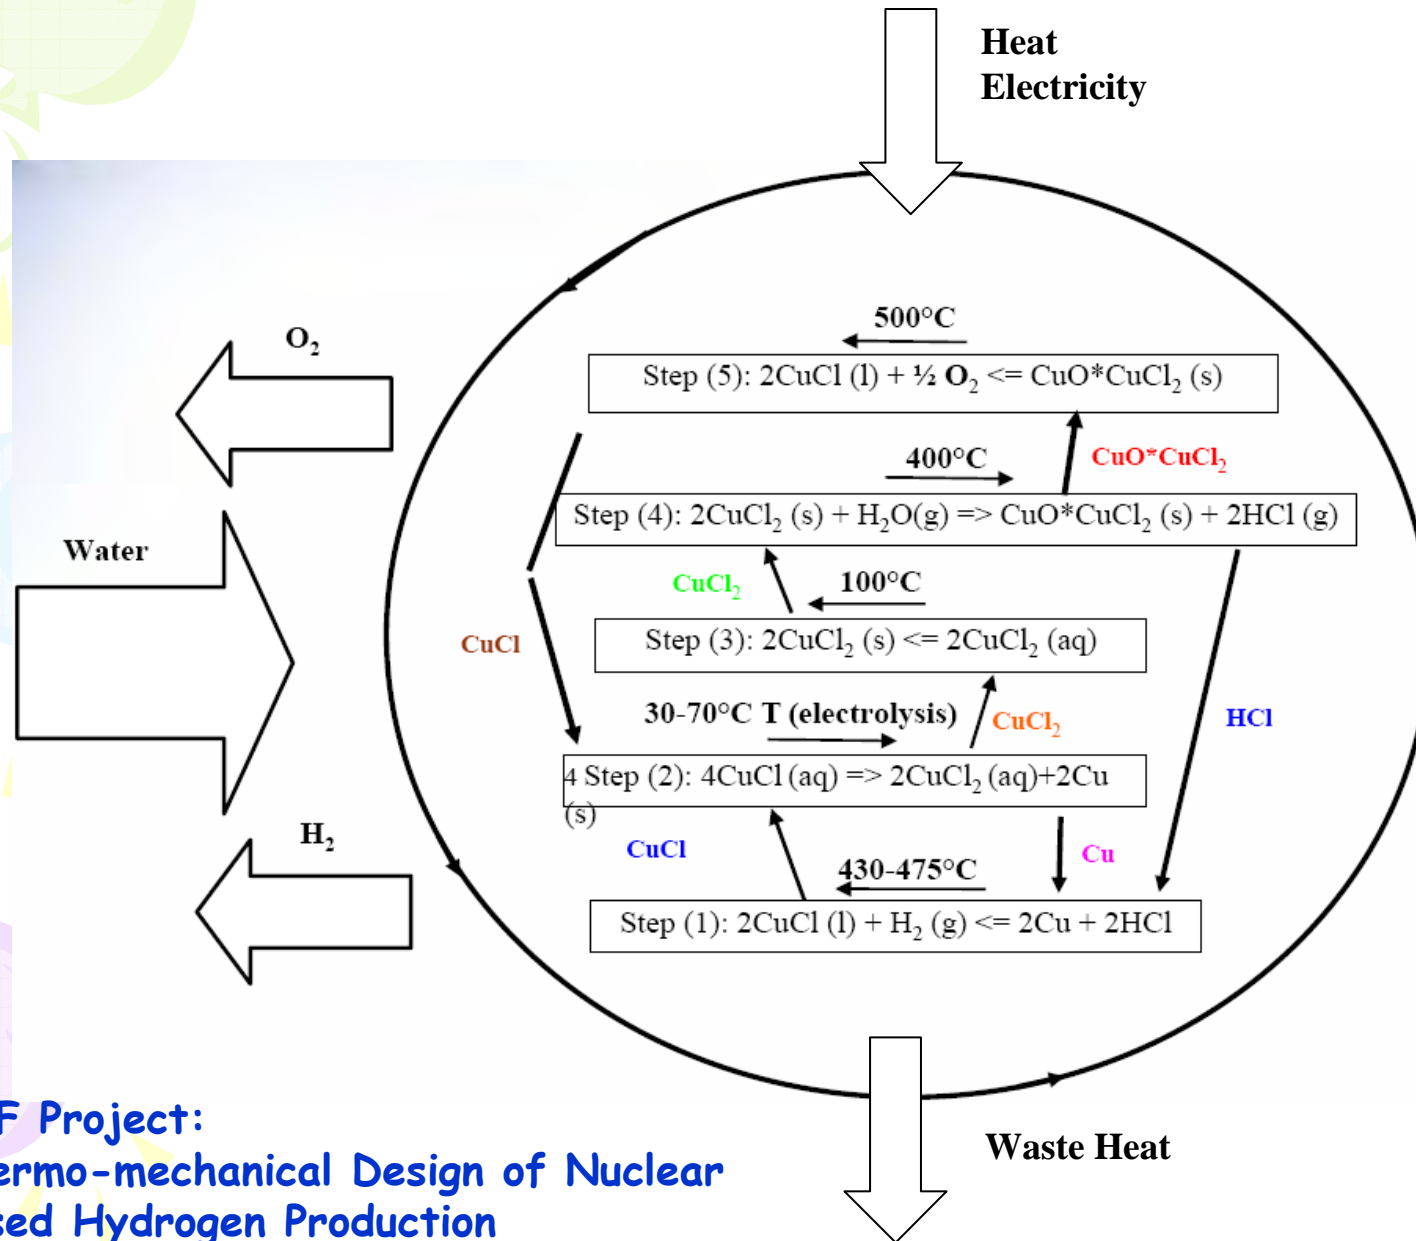 Heat
Electricity
O₂
500°C
Step (5): 2CuCl (l) + ½ O₂ <= CuO*CuCl₂ (s)
400°C
CuO*CuCl₂
Step (4): 2CuCl₂ (s) + H₂O(g) => CuO*CuCl₂ (s) + 2HCl (g)
Water
CuCl₂
100°C
CuCl
Step (3): 2CuCl₂ (s) <= 2CuCl₂ (aq)
30-70°C T (electrolysis)
CuCl₂
HCl
4 Step (2): 4CuCl (aq) => 2CuCl₂ (aq)+2Cu
(s)
H₂
CuCl
Cu
430-475°C
Step (1): 2CuCl (l) + H₂ (g) <= 2Cu + 2HCl
Waste Heat
F Project:
ermo-mechanical Design of Nuclear
sed Hydrogen Production